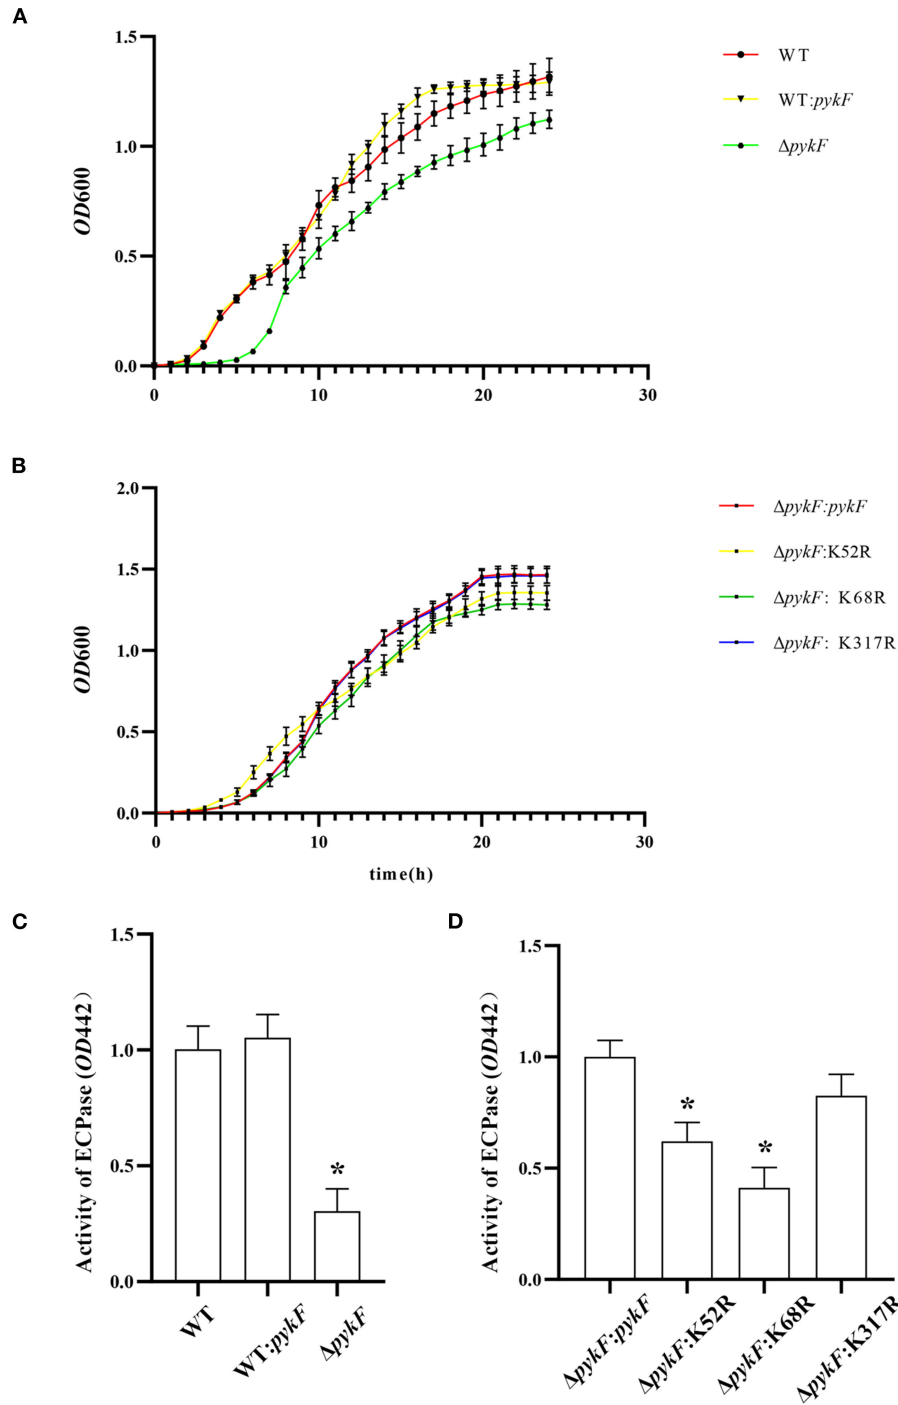 A
1.5
1.0
0.5
0.0
OD600
0 10 20 30
WT
WT:pykF
ΔpykF
B
2.0
1.5
1.0
0.5
0.0
OD600
0 10 20 30
time(h)
ΔpykF:pykF
ΔpykF:K52R
ΔpykF: K68R
ΔpykF: K317R
C
1.5
1.0
0.5
0.0
Activity of ECPase (OD442)
*
WT
WT:pykF
ΔpykF
D
1.5
1.0
0.5
0.0
Activity of ECPase (OD442)
*
*
ΔpykF:pykF
ΔpykF:K52R
ΔpykF:K68R
ΔpykF:K317R